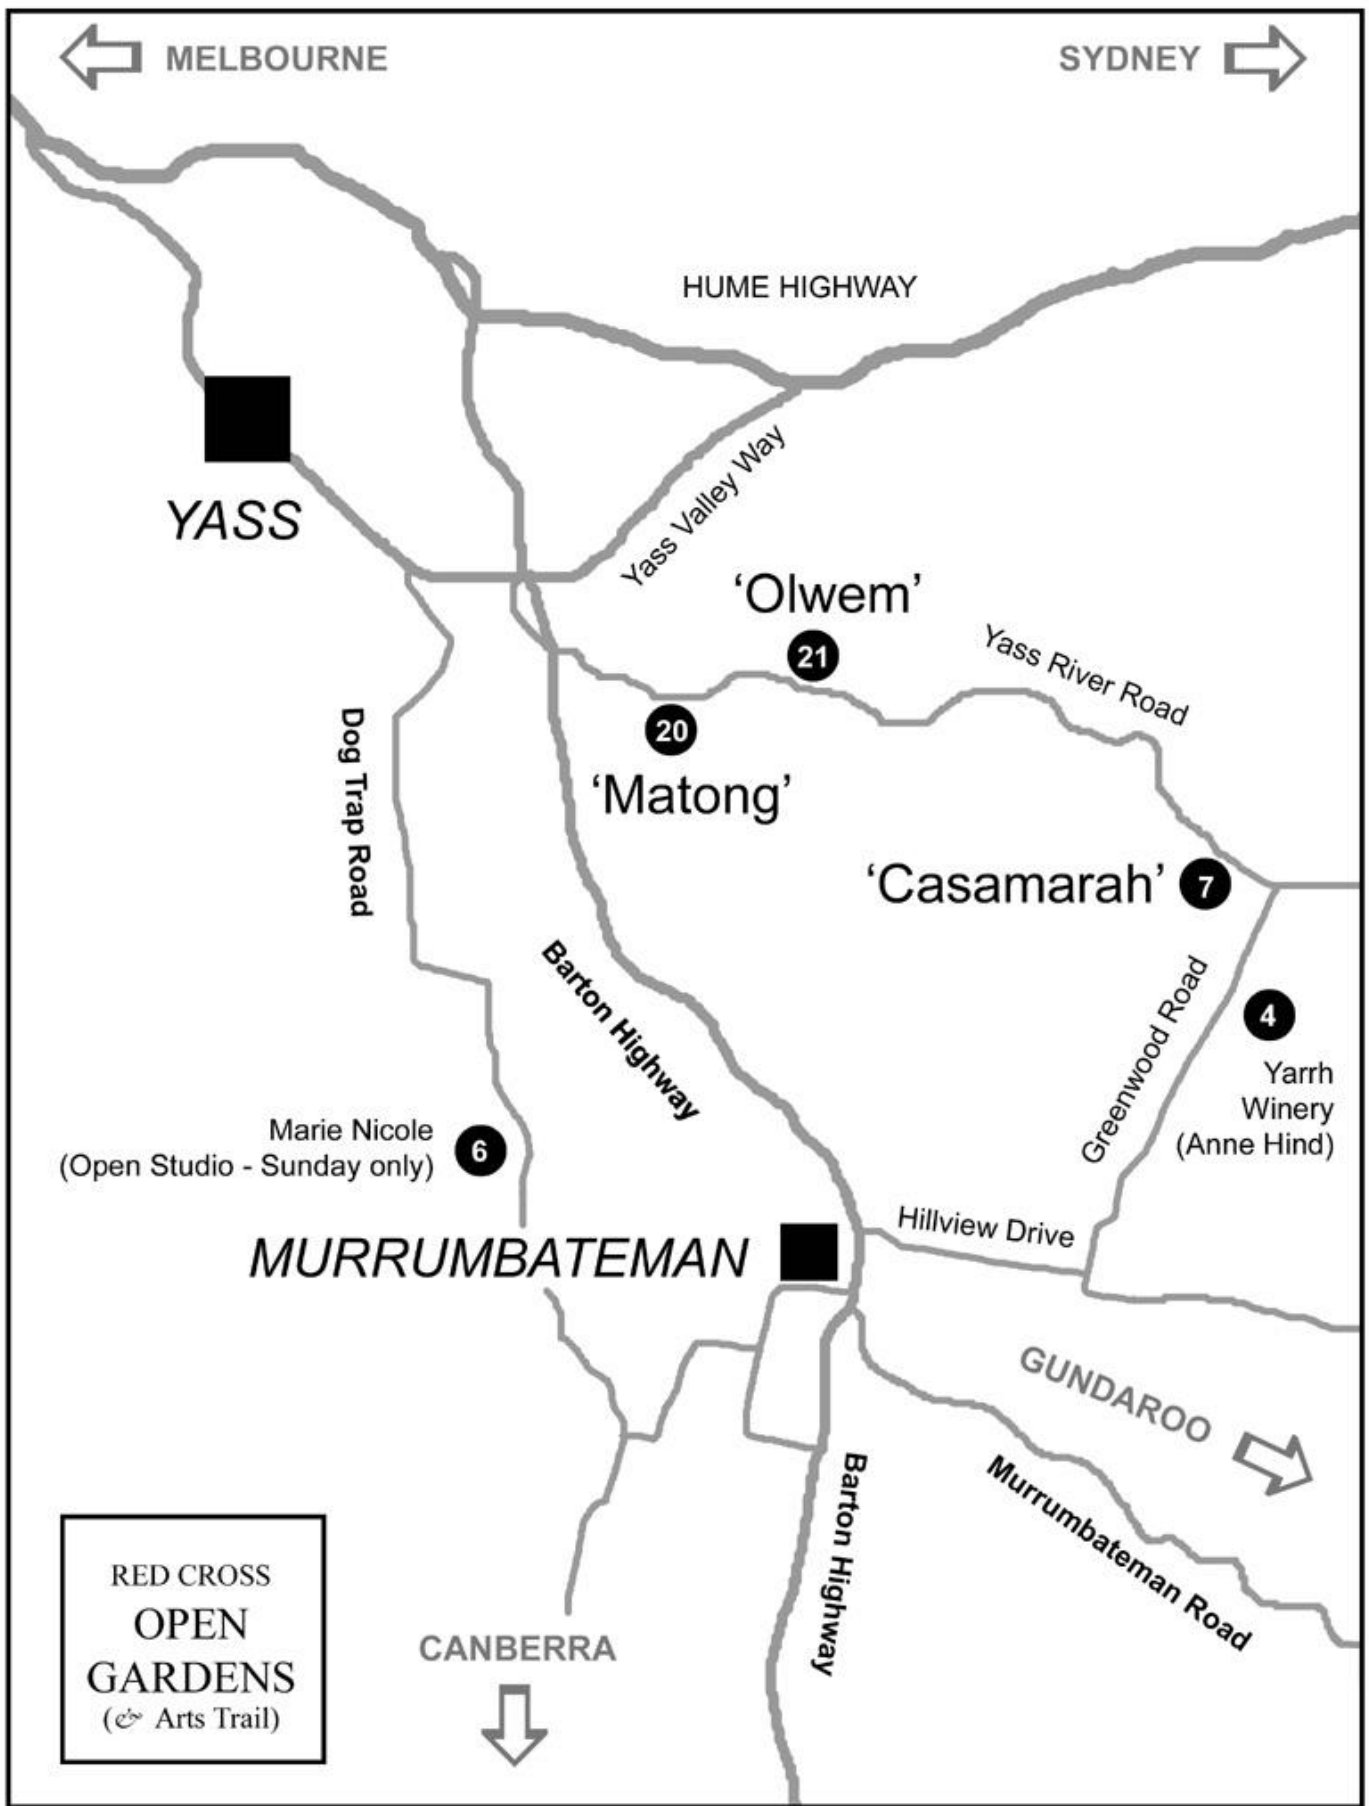 MELBOURNE
SYDNEY
HUME HIGHWAY
Yass Valley Way
YASS
‘Olwem’
21
Yass River Road
20
‘Matong’
Dog Trap Road
‘Casamarah’
7
Barton Highway
Greenwood Road
4
Yarrh
Winery
(Anne Hind)
Marie Nicole
(Open Studio - Sunday only)
6
Hillview Drive
MURRUMBATEMAN
GUNDAROO
Murrumbateman Road
Barton Highway
RED CROSS
OPEN
GARDENS
(& Arts Trail)
CANBERRA